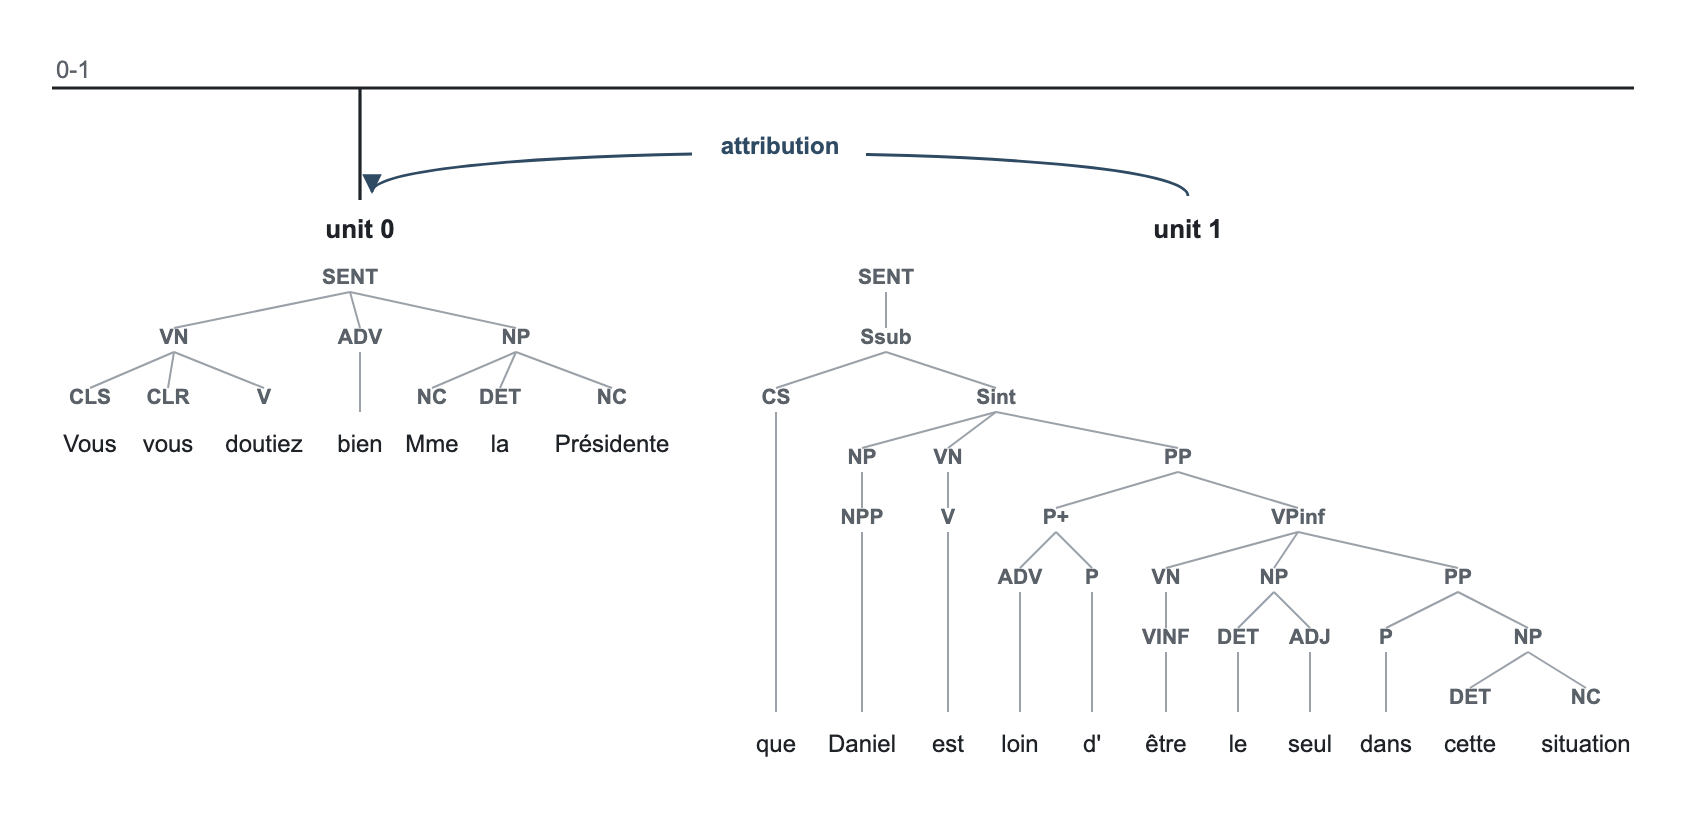 0-1
attribution
unit 0 unit 1
SENT SENT
VN ADV NP Ssub
CLS CLR V NC DET NC CS Sint
Vous vous doutiez bien Mme la Présidente
NP VN PP
NPP V P+ VPinf
ADV P VN NP PP
VINF DET ADJ P NP
DET NC
que Daniel est loin d' être le seul dans cette situation